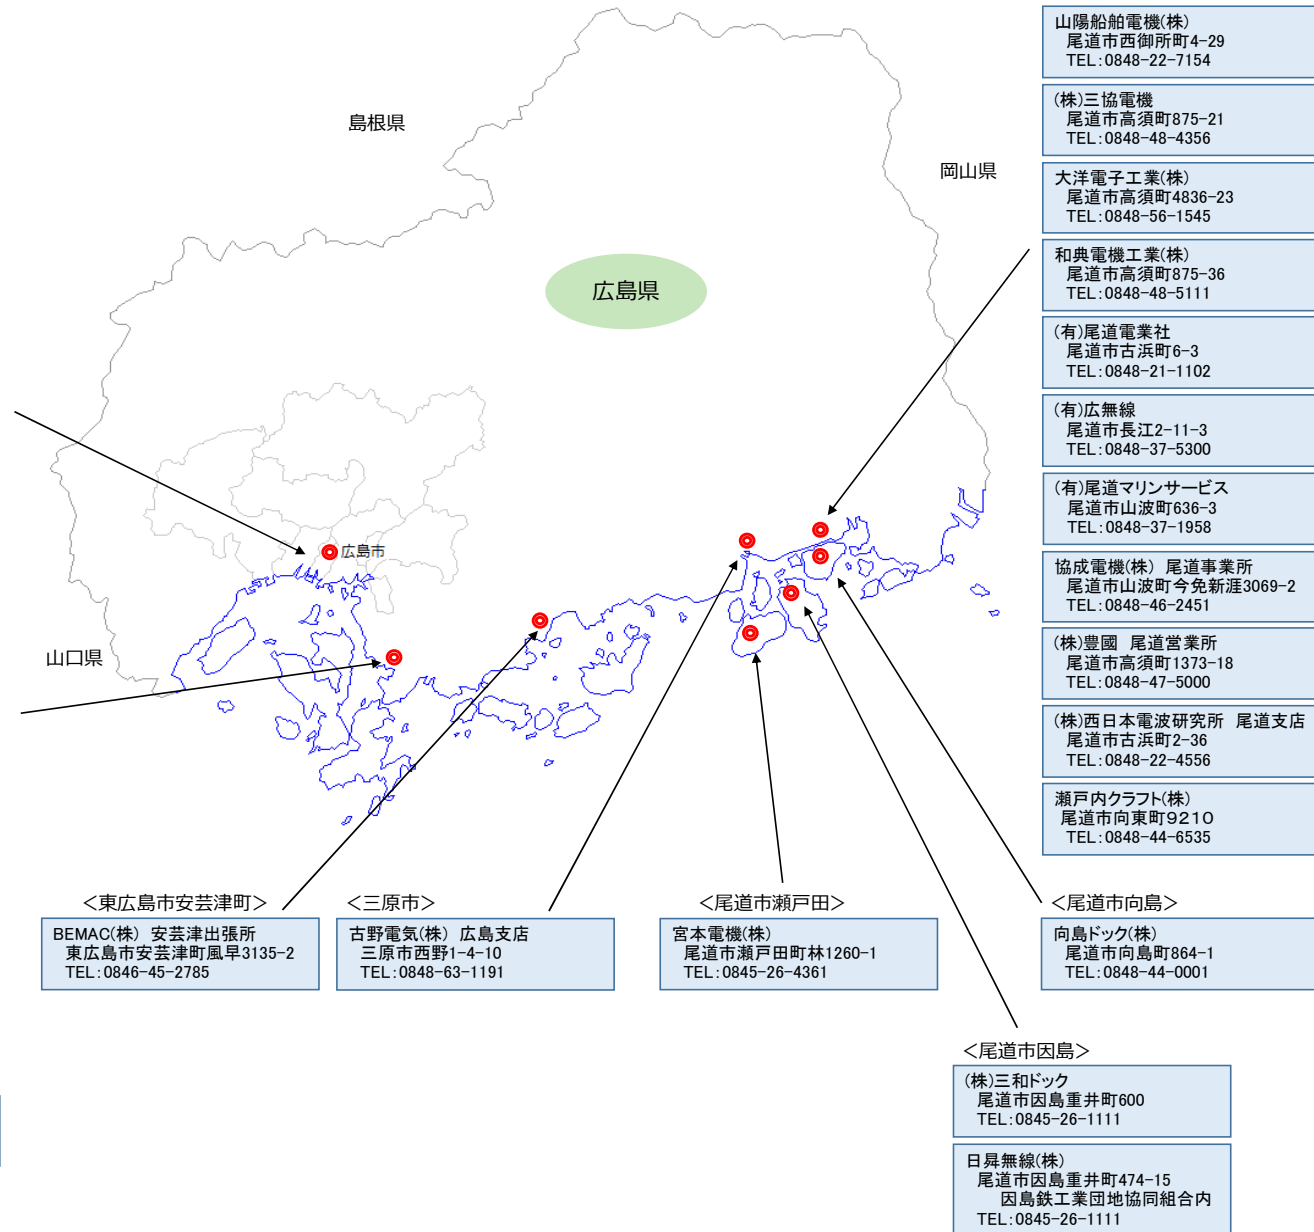 島根県
岡山県
広島県
広島市
山口県
山陽船舶電機(株)
尾道市西御所町4-29
TEL:0848-22-7154
(株)三協電機
尾道市高須町875-21
TEL:0848-48-4356
大洋電子工業(株)
尾道市高須町4836-23
TEL:0848-56-1545
和典電機工業(株)
尾道市高須町875-36
TEL:0848-48-5111
(有)尾道電業社
尾道市古浜町6-3
TEL:0848-21-1102
(有)広無線
尾道市長江2-11-3
TEL:0848-37-5300
(有)尾道マリンサービス
尾道市山波町636-3
TEL:0848-37-1958
協成電機(株) 尾道事業所
尾道市山波町今免新涯3069-2
TEL:0848-46-2451
(株)豊國 尾道営業所
尾道市高須町1373-18
TEL:0848-47-5000
(株)西日本電波研究所 尾道支店
尾道市古浜町2-36
TEL:0848-22-4556
瀬戸内クラフト(株)
尾道市向東町9210
TEL:0848-44-6535
<東広島市安芸津町>
BEMAC(株) 安芸津出張所
東広島市安芸津町風早3135-2
TEL:0846-45-2785
<三原市>
古野電気(株) 広島支店
三原市西野1-4-10
TEL:0848-63-1191
<尾道市瀬戸田>
宮本電機(株)
尾道市瀬戸田町林1260-1
TEL:0845-26-4361
<尾道市向島>
向島ドック(株)
尾道市向島町864-1
TEL:0848-44-0001
<尾道市因島>
(株)三和ドック
尾道市因島重井町600
TEL:0845-26-1111
日昇無線(株)
尾道市因島重井町474-15
因島鉄工業団地協同組合内
TEL:0845-26-1111